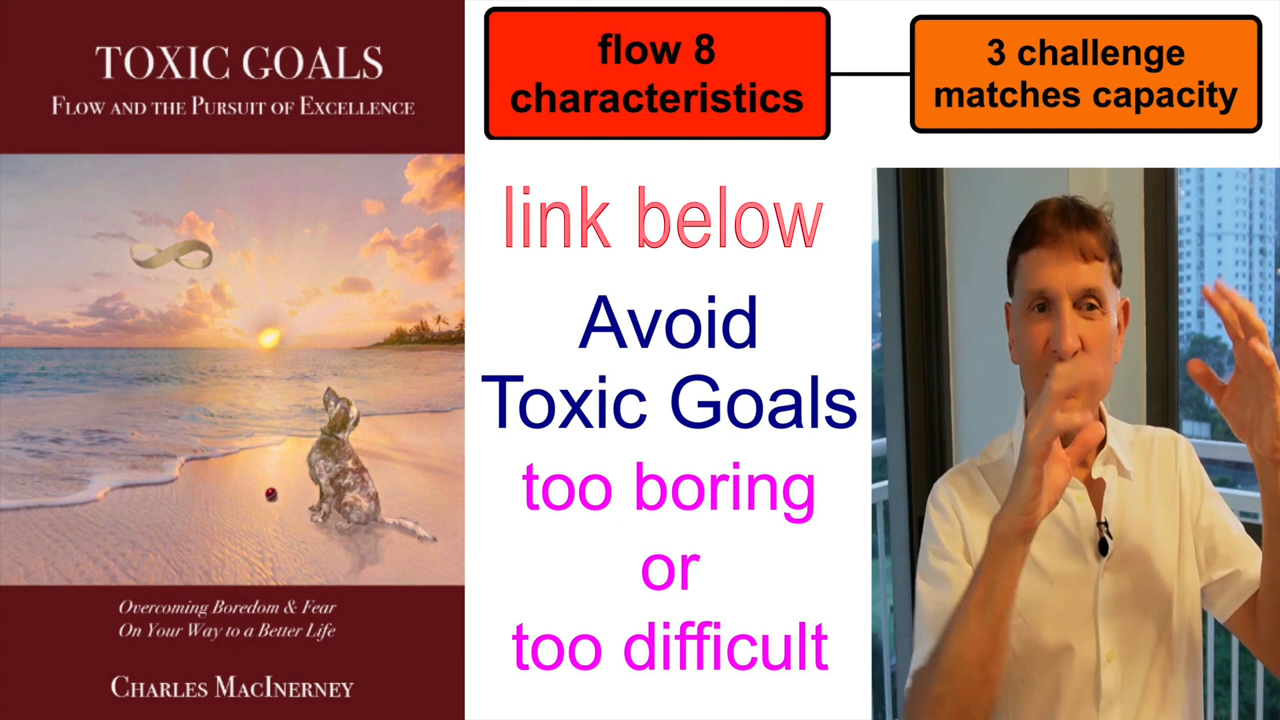 TOXIC GOALS
FLOW AND THE PURSUIT OF EXCELLENCE
Overcoming Boredom & Fear
On Your Way to a Better Life
CHARLES MACINERNEY
flow 8
characteristics
3 challenge
matches capacity
link below
Avoid
Toxic Goals
too boring
or
too difficult